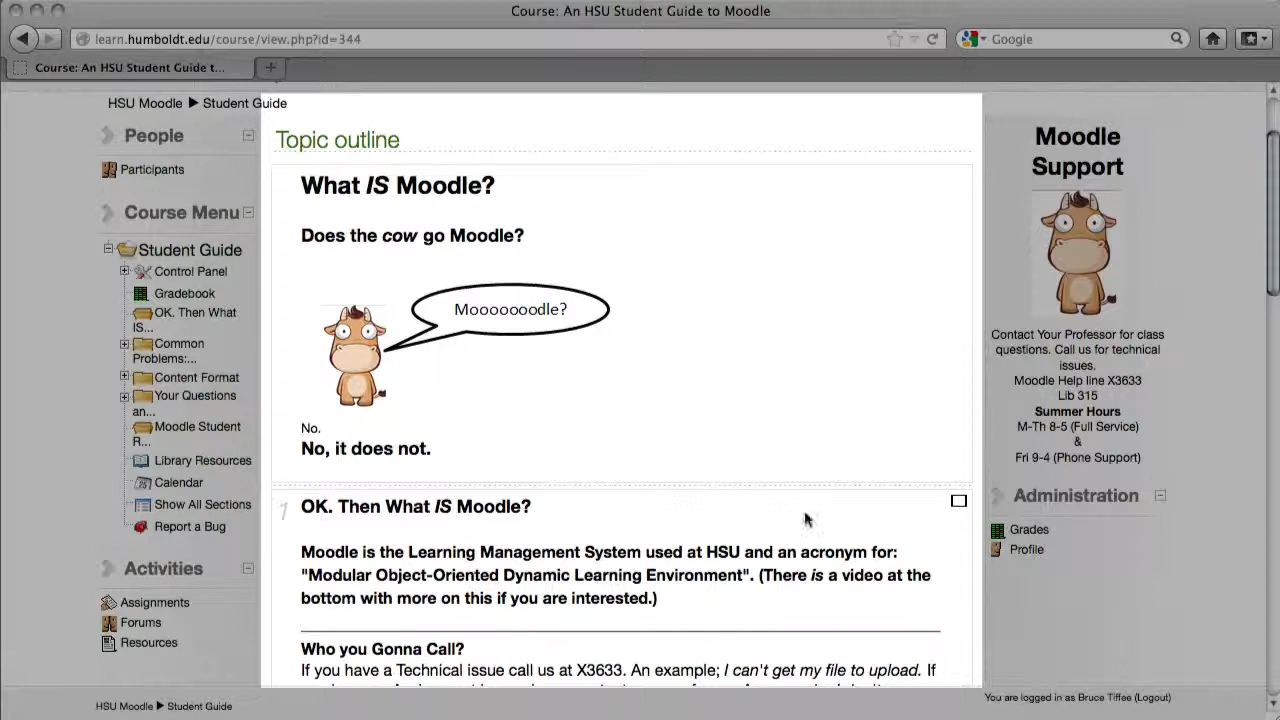 Course: An HSU Student Guide to Moodle
learn.humboldt.edu/course/view.php?id=344
Google
Course: An HSU Student Guide t...
HSU Moodle ▶ Student Guide
People
Participants
Course Menu
Student Guide
Control Panel
Gradebook
OK. Then What
IS...
Common
Problems:...
Content Format
Your Questions
an...
Moodle Student
R...
Library Resources
Calendar
Show All Sections
Report a Bug
Activities
Assignments
Forums
Resources
Topic outline
What IS Moodle?
Does the cow go Moodle?
Mooooooodle?
No.
No, it does not.
1
OK. Then What IS Moodle?
Moodle is the Learning Management System used at HSU and an acronym for:
"Modular Object-Oriented Dynamic Learning Environment". (There is a video at the
bottom with more on this if you are interested.)
Who you Gonna Call?
If you have a Technical issue call us at X3633. An example; I can't get my file to upload. If
Moodle
Support
Contact Your Professor for class
questions. Call us for technical
issues.
Moodle Help line X3633
Lib 315
Summer Hours
M-Th 8-5 (Full Service)
&
Fri 9-4 (Phone Support)
Administration
Grades
Profile
You are logged in as Bruce Tiffee (Logout)
HSU Moodle ▶ Student Guide